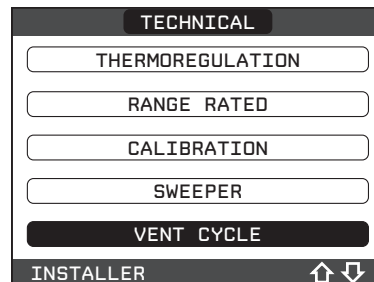 TECHNICAL
THERMOREGULATION
RANGE RATED
CALIBRATION
SWEEPER
VENT CYCLE
INSTALLER